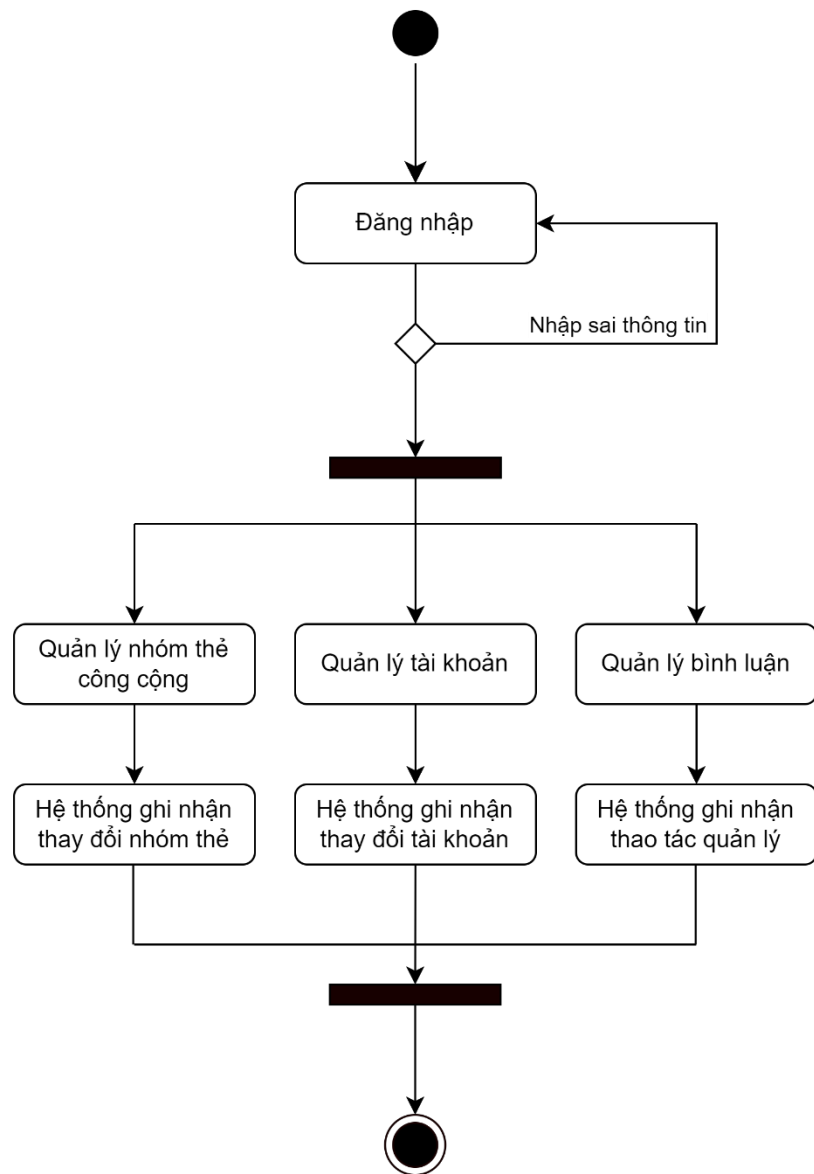 Đăng nhập
Nhập sai thông tin
Quản lý nhóm thẻ
công cộng
Quản lý tài khoản
Quản lý bình luận
Hệ thống ghi nhận
thay đổi nhóm thẻ
Hệ thống ghi nhận
thay đổi tài khoản
Hệ thống ghi nhận
thao tác quản lý